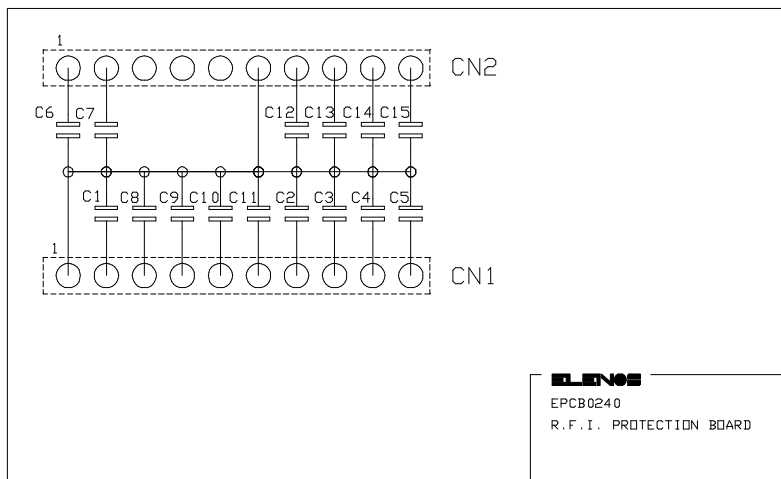 1
CN2
C6 C7 C12 C13 C14 C15
C1 C8 C9 C10 C11 C2 C3 C4 C5
1
CN1
ELENOS
EPCB0240
R.F.I. PROTECTION BOARD